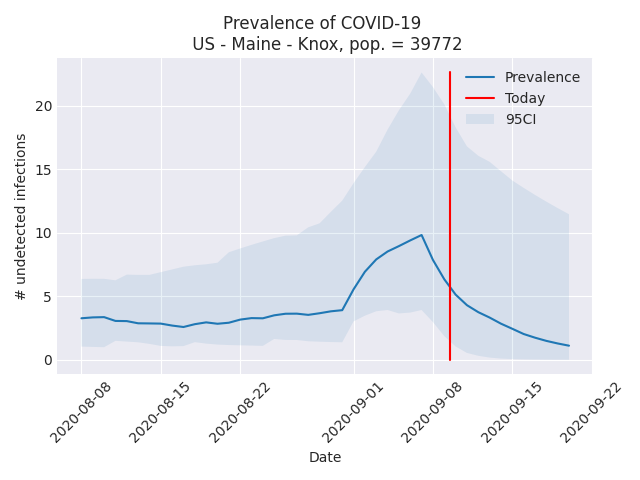 Prevalence of COVID-19
US - Maine - Knox, pop. = 39772
Prevalence
Today
95CI
# undetected infections
20
15
10
5
0
2020-08-08
2020-08-15
2020-08-22
2020-09-01
2020-09-08
2020-09-15
2020-09-22
Date